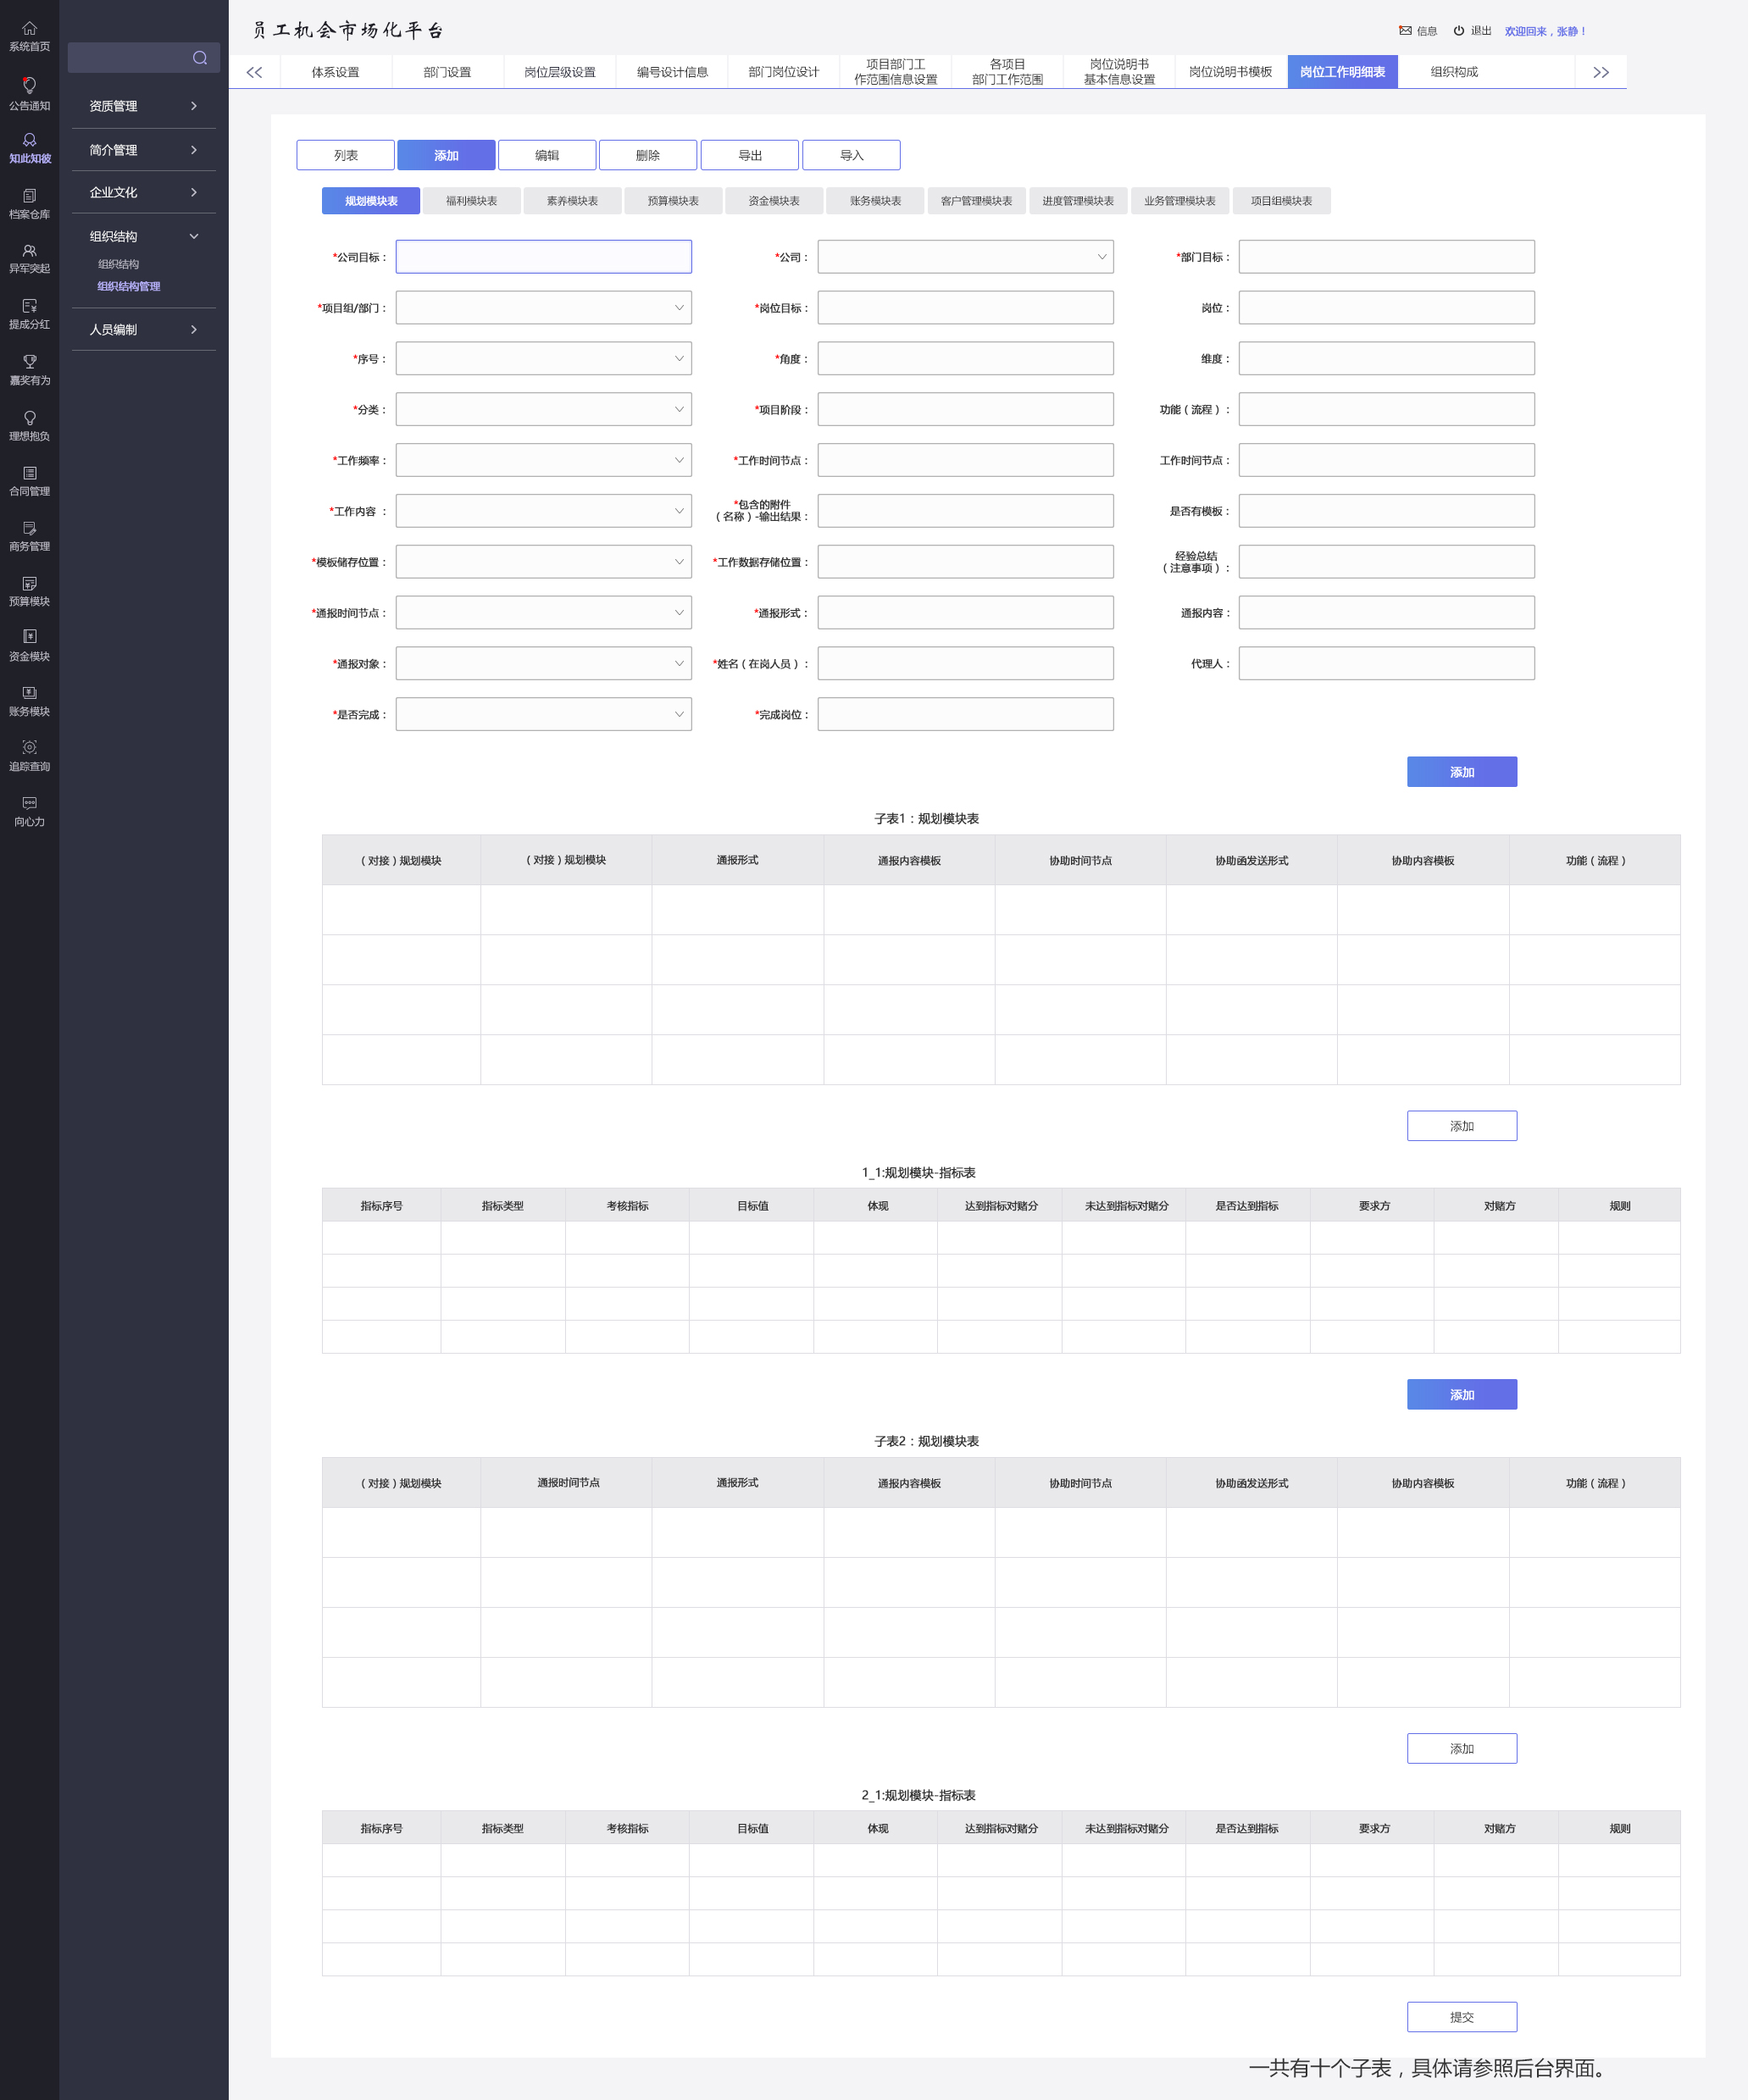 系统首页
公告通知
知此知彼
档案仓库
异军突起
提成分红
嘉奖有为
理想抱负
合同管理
商务管理
预算模块
资金模块
账务模块
追踪查询
向心力
资质管理
简介管理
企业文化
组织结构
组织结构
组织结构管理
人员编制
员工机会市场化平台
信息 退出 欢迎回来，张静！
体系设置
部门设置
岗位层级设置
编号设计信息
部门岗位设计
项目部门工
作范围信息设置
各项目
部门工作范围
岗位说明书
基本信息设置
岗位说明书模板
岗位工作明细表
组织构成
列表 添加 编辑 删除 导出 导入
规划模块表 福利模块表 素养模块表 预算模块表 资金模块表 账务模块表 客户管理模块表 进度管理模块表 业务管理模块表 项目组模块表
*公司目标： *公司： *部门目标：
*项目组/部门： *岗位目标： 岗位：
*序号： *角度： 维度：
*分类： *项目阶段： 功能（流程）：
*工作频率： *工作时间节点： 工作时间节点：
*工作内容 ：
*包含的附件
（名称）-输出结果：
是否有模板：
*模板储存位置： *工作数据存储位置：
经验总结
（注意事项）：
*通报时间节点： *通报形式： 通报内容：
*通报对象： *姓名（在岗人员）： 代理人：
*是否完成： *完成岗位：
添加
子表1：规划模块表
（对接）规划模块 （对接）规划模块 通报形式 通报内容模板 协助时间节点 协助函发送形式 协助内容模板 功能（流程）
添加
1_1:规划模块-指标表
指标序号 指标类型 考核指标 目标值 体现 达到指标对赌分 未达到指标对赌分 是否达到指标 要求方 对赌方 规则
添加
子表2：规划模块表
（对接）规划模块 通报时间节点 通报形式 通报内容模板 协助时间节点 协助函发送形式 协助内容模板 功能（流程）
添加
2_1:规划模块-指标表
指标序号 指标类型 考核指标 目标值 体现 达到指标对赌分 未达到指标对赌分 是否达到指标 要求方 对赌方 规则
提交
一共有十个子表，具体请参照后台界面。